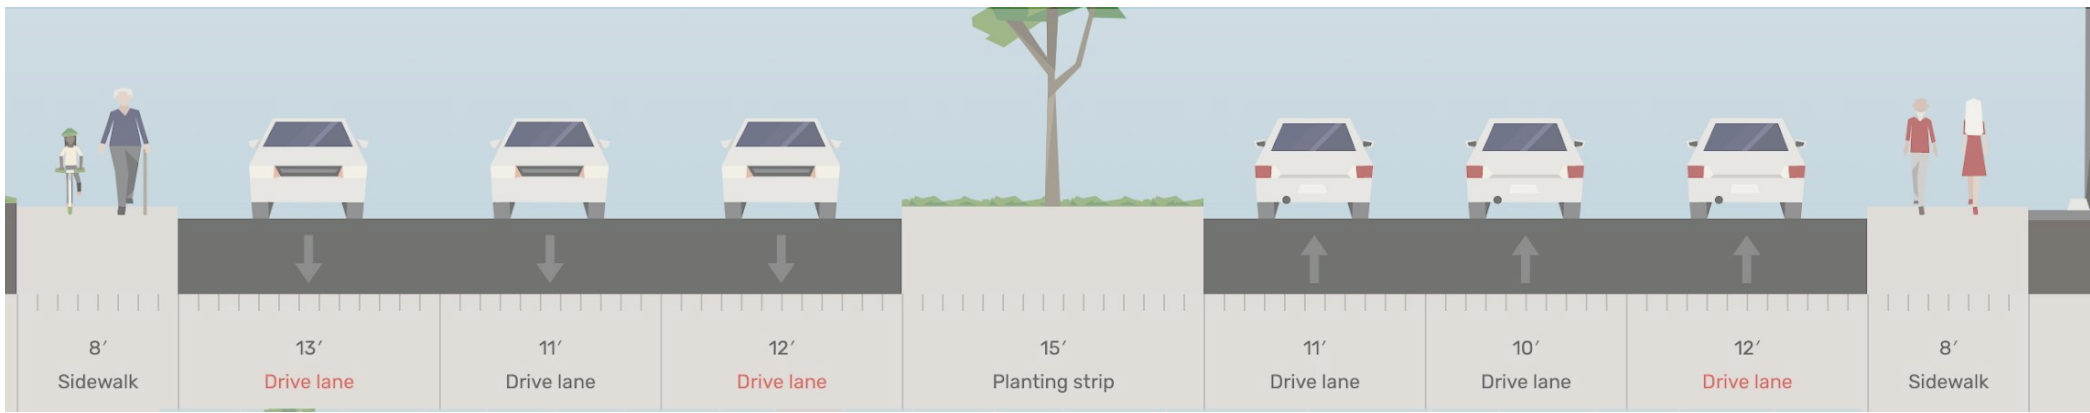 8′ 13′ 11′ 12′ 15′ 11′ 10′ 12′ 8′
Sidewalk Drive lane Drive lane Drive lane Planting strip Drive lane Drive lane Drive lane Sidewalk